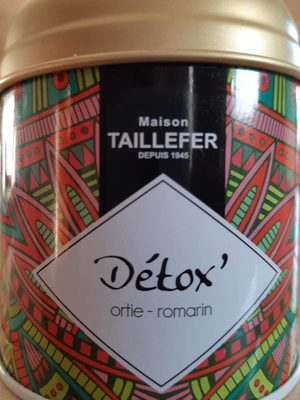 Maison
TAILLEFER
DEPUIS 1945
Détox'
ortie - romarin